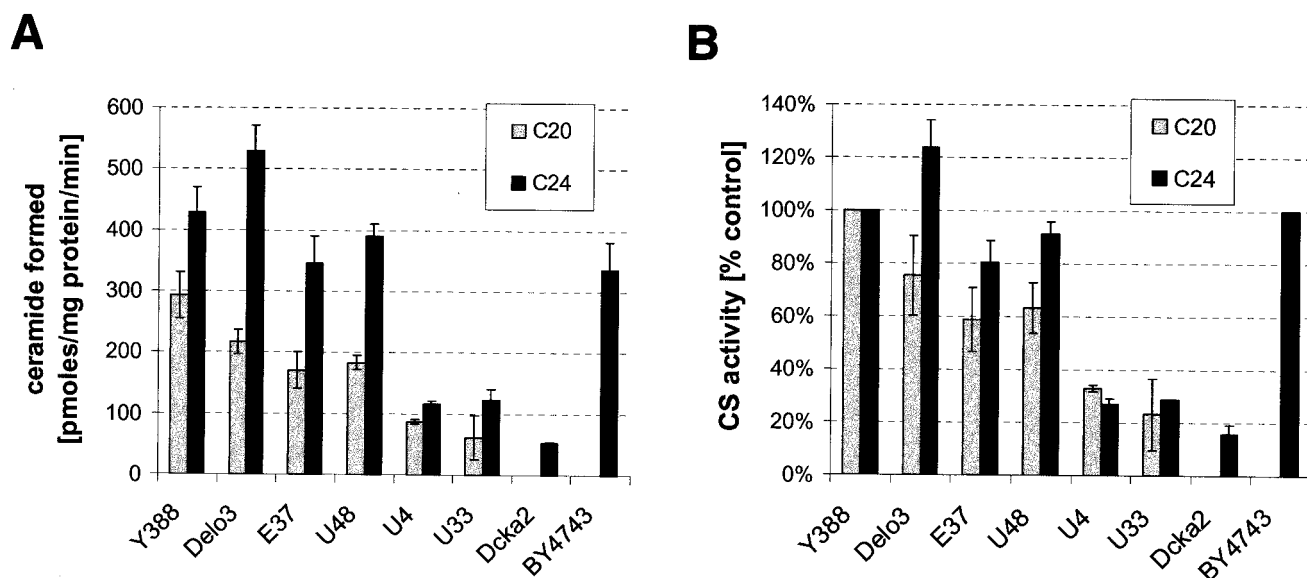 A
ceramide formed
[pmoles/mg protein/min]
600
500
400
300
200
100
0
C20
C24
Y388
Delo3
E37
U48
U4
U33
Dcka2
BY4743
B
CS activity [% control]
140%
120%
100%
80%
60%
40%
20%
0%
C20
C24
Y388
Delo3
E37
U48
U4
U33
Dcka2
BY4743